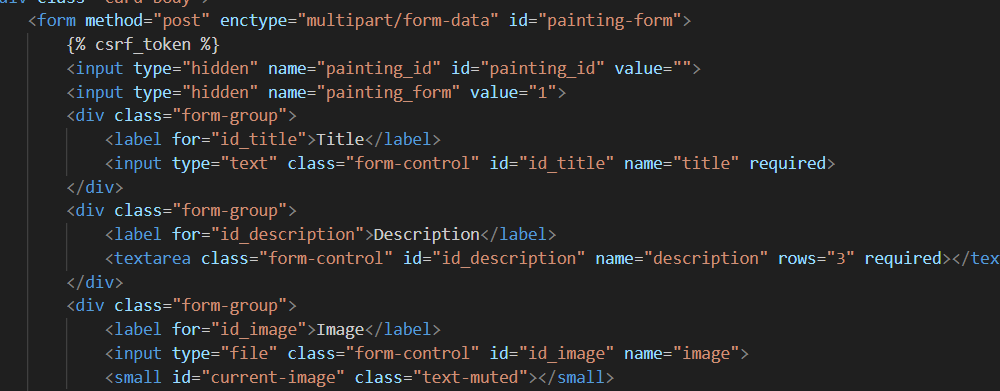 <div class="card-body">
<form method="post" enctype="multipart/form-data" id="painting-form">
{% csrf_token %}
<input type="hidden" name="painting_id" id="painting_id" value="">
<input type="hidden" name="painting_form" value="1">
<div class="form-group">
<label for="id_title">Title</label>
<input type="text" class="form-control" id="id_title" name="title" required>
</div>
<div class="form-group">
<label for="id_description">Description</label>
<textarea class="form-control" id="id_description" name="description" rows="3" required></tex
</div>
<div class="form-group">
<label for="id_image">Image</label>
<input type="file" class="form-control" id="id_image" name="image">
<small id="current-image" class="text-muted"></small>